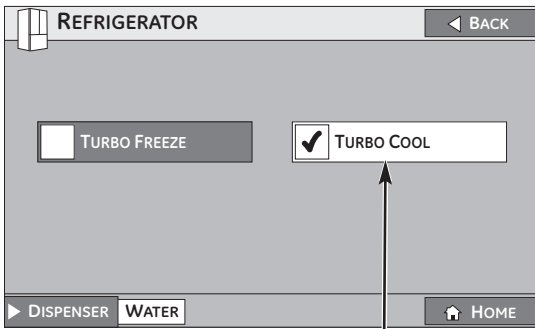 REFRIGERATOR
BACK
TURBO FREEZE
TURBO COOL
DISPENSER WATER
HOME